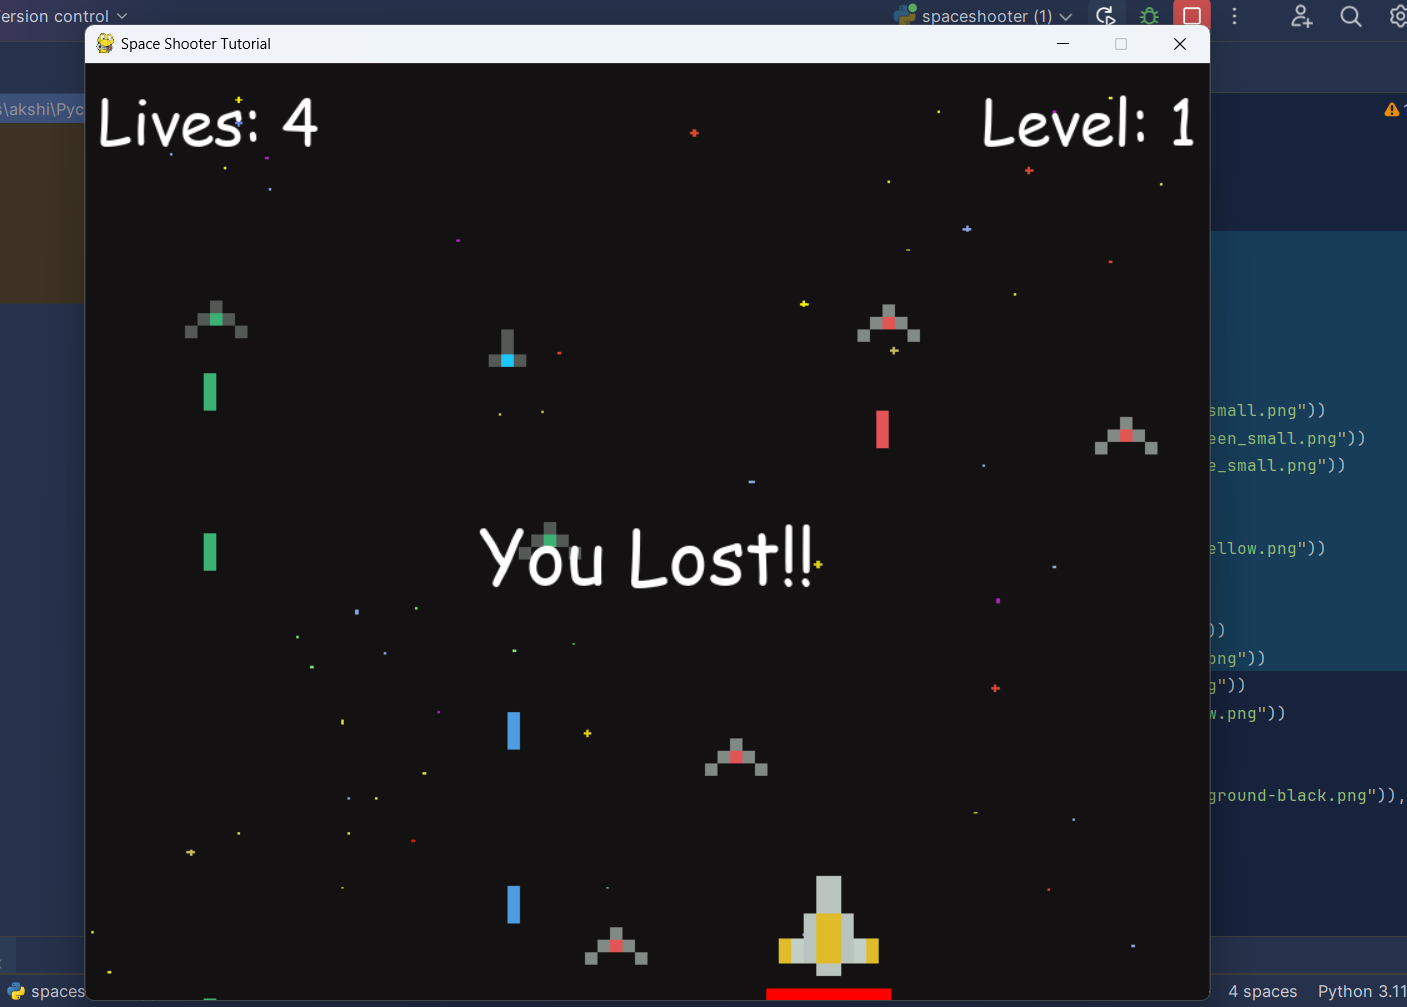 ersion control
spaceshooter (1)
Space Shooter Tutorial
s\akshi\Pyc
Lives: 4
Level: 1
small.png"))
een_small.png"))
e_small.png"))
You Lost!!
ellow.png"))
))
png"))
g"))
w.png"))
ground-black.png")),
spaces
4 spaces
Python 3.11